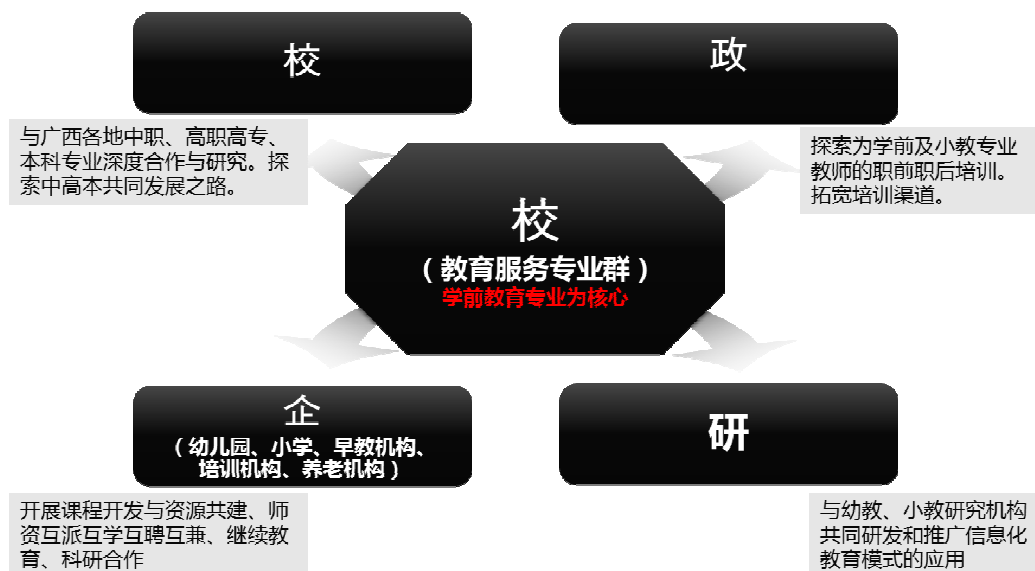 校
政
与广西各地中职、高职高专、
本科专业深度合作与研究。探
索中高本共同发展之路。
探索为学前及小教专业
教师的职前职后培训。
拓宽培训渠道。
校
（教育服务专业群）
学前教育专业为核心
企
（幼儿园、小学、早教机构、
培训机构、养老机构）
研
开展课程开发与资源共建、师
资互派互学互聘互兼、继续教
育、科研合作
与幼教、小教研究机构
共同研发和推广信息化
教育模式的应用